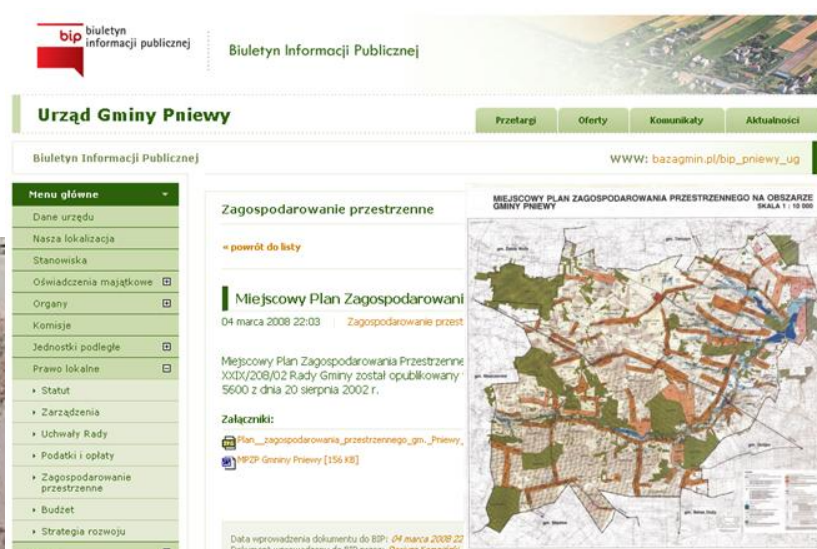 bip biuletyn
informacji publicznej
Biuletyn Informacji Publicznej
Urząd Gminy Pniewy
Przetargi
Oferty
Komunikaty
Aktualności
Biuletyn Informacji Publicznej
WWW: bazagmin.pl/bip_pniewy_ug
Menu główne
Dane urzędu
Nasza lokalizacja
Stanowiska
Oświadczenia majątkowe
Organy
Komisje
Jednostki podległe
Prawo lokalne
Statut
Zarządzenia
Uchwały Rady
Podatki i opłaty
Zagospodarowanie
przestrzenne
Budżet
Strategia rozwoju
Zagospodarowanie przestrzenne
« powrót do listy
Miejscowy Plan Zagospodarowani
04 marca 2008 22:03
Zagospodarowanie przest
Miejscowy Plan Zagospodarowania Przestrzenne
XXIX/208/02 Rady Gminy został opublikowany
5600 z dnia 20 sierpnia 2002 r.
Załączniki:
Plan__zagospodarowania_przestrzennego_gm._Pniewy_
MPZP Gmniny Pniewy [156 KB]
Data wprowadzenia dokumentu do BIP: 04 marca 2008 22
MIEJSCOWY PLAN ZAGOSPODAROWANIA PRZESTRZENNEGO NA OBSZARZE
GMINY PNIEWY
SKALA 1 : 10 000